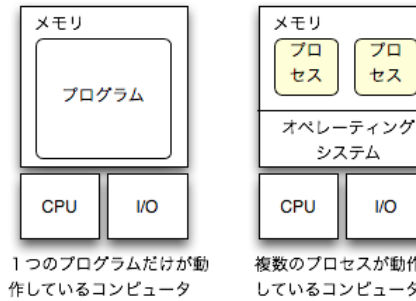 メモリ
プログラム
CPU
I/O
1つのプログラムだけが動
作しているコンピュータ
メモリ
プロ
セス
プロ
セス
オペレーティング
システム
CPU
I/O
複数のプロセスが動作
しているコンピュータ